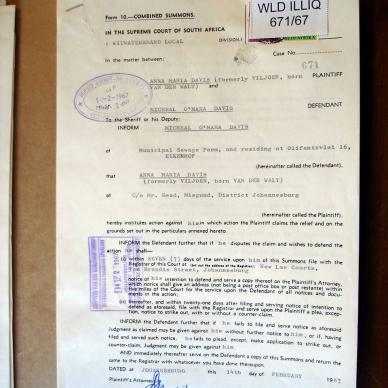 WLD ILLIQ
671/67
Form 10.—COMBINED SUMMONS.
IN THE SUPREME COURT OF SOUTH AFRICA
( WITWATERSRAND LOCAL DIVISION.)
Case No.
671
In the matter between:
ANNA MARIA DAVIS (formerly VILJOEN, born PLAINTIFF
VAN DER WALT) and
MICHEAL O'MARA DAVIS DEFENDANT
To the Sheriff or his Deputy:
INFORM MICHEAL O'MARA DAVIS
of Municipal Sewage Farm, and residing at Olifantsvlei 16,
EIKENHOF
(hereinafter called the Defendant).
that ANNA MARIA DAVIS
(formerly VILJOEN, born VAN DER WALT)
of C/o Mr. Head, Misgund, District Johannesburg
(hereinafter called the Plaintiff)
hereby institutes action against him in which action the Plaintiff claims the relief and on the
grounds set out in the particulars annexed hereto.
INFORM the Defendant further that if he disputes the claim and wishes to defend the
action he shall
(i) within SEVEN (7) days of the service upon him of this Summons file with the
Registrar of this Court at New Law Courts,
Von Brandis Street, Johannesburg
notice of his intention to defend and serve a copy thereon on the Plaintiff's Attorney,
which notice shall give an address (not being a post office box or poste restante) within
miles of the Court for the service upon the Defendant of all notices and docu-
ments in the action;
(ii) thereafter, and within twenty-one days after filing and serving notice of intention to
defend as aforesaid, file with the Registrar and serve upon the Plaintiff a plea, excep-
tion, notice to strike out, with or without a counter-claim.
INFORM the Defendant further that if he fails to file and serve notice as aforesaid
Judgment as claimed may be given against him without further notice to him, or if, having
filed and served such notice, he fails to plead, except, make application to strike out, or
counter-claim, Judgment may be given against him
AND immediately thereafter serve on the Defendant a copy of this Summons and return the
same to the Registrar with whatsoever you have done thereupon.
DATED at JOHANNESBURG this 14th day of FEBRUARY 1967
Plaintiff's Attorney